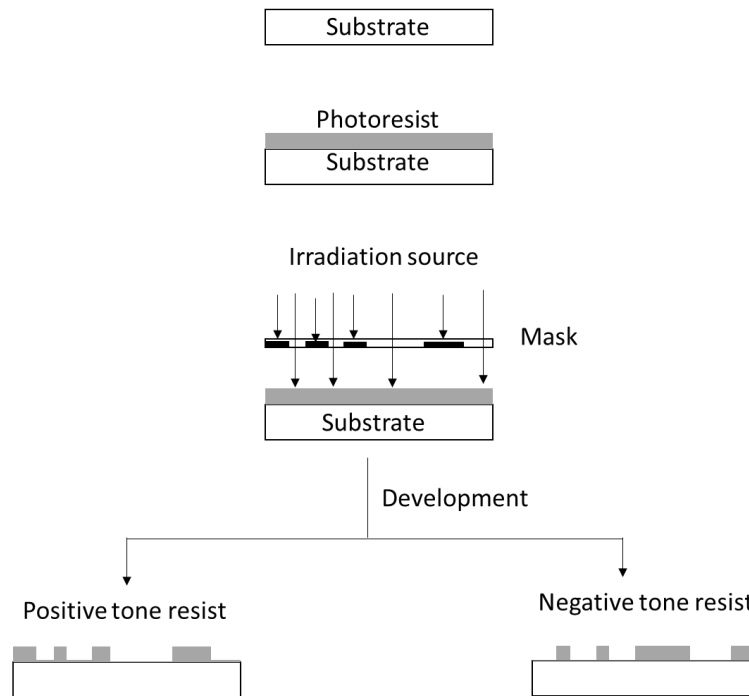 Substrate
Photoresist
Substrate
Irradiation source
Mask
Substrate
Development
Positive tone resist
Negative tone resist